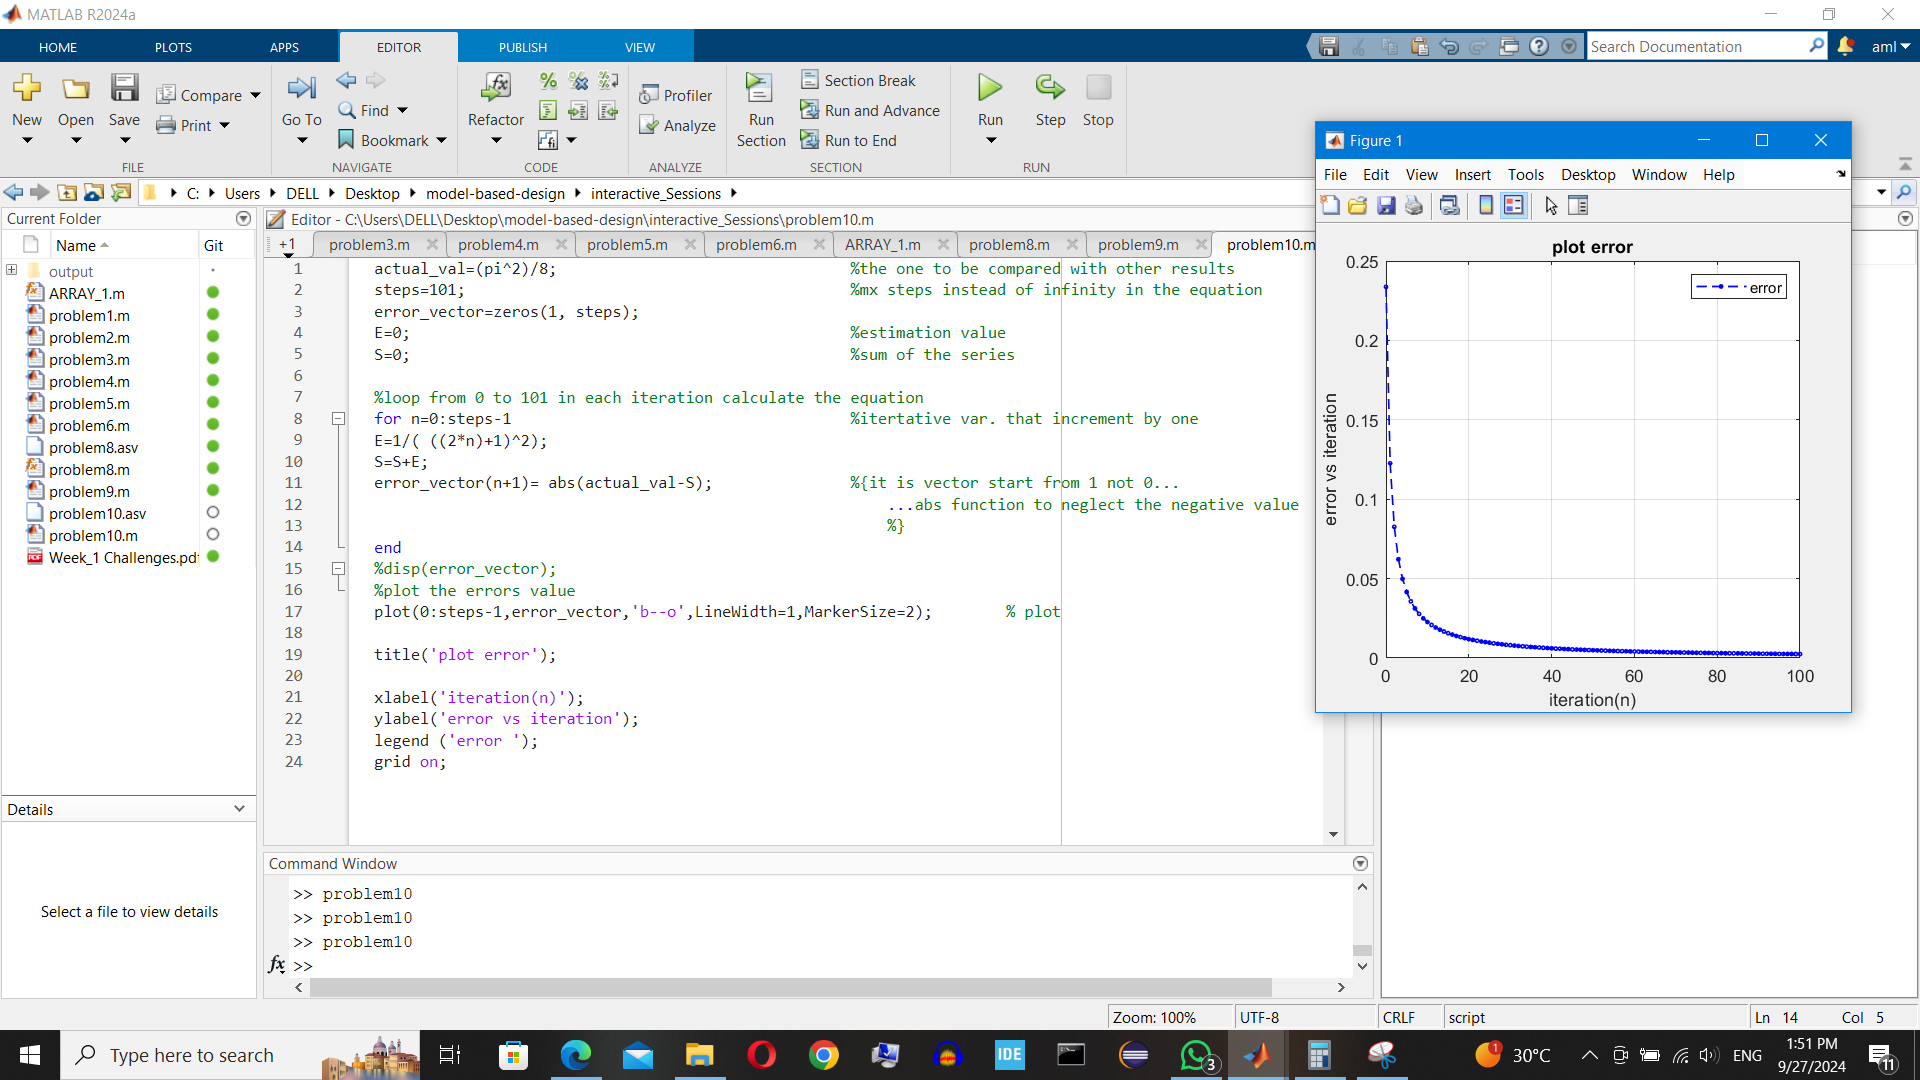 MATLAB R2024a
HOME PLOTS APPS EDITOR PUBLISH VIEW
Search Documentation
aml
New
Open
Save
Compare
Print
FILE
Go To
Find
Bookmark
NAVIGATE
Refactor
CODE
Profiler
Analyze
ANALYZE
Run Section
Section Break
Run and Advance
Run to End
SECTION
Run
Step
Stop
RUN
C: Users DELL Desktop model-based-design interactive_Sessions
Current Folder
Name Git
output
ARRAY_1.m
problem1.m
problem2.m
problem3.m
problem4.m
problem5.m
problem6.m
problem8.asv
problem8.m
problem9.m
problem10.asv
problem10.m
Week_1 Challenges.pdf
Details
Select a file to view details
Editor - C:\Users\DELL\Desktop\model-based-design\interactive_Sessions\problem10.m
+1 problem3.m problem4.m problem5.m problem6.m ARRAY_1.m problem8.m problem9.m problem10.m
1 actual_val=(pi^2)/8; %the one to be compared with other results
2 steps=101; %mx steps instead of infinity in the equation
3 error_vector=zeros(1, steps);
4 E=0; %estimation value
5 S=0; %sum of the series
6
7 %loop from 0 to 101 in each iteration calculate the equation
8 for n=0:steps-1 %itertative var. that increment by one
9 E=1/( ((2*n)+1)^2);
10 S=S+E;
11 error_vector(n+1)= abs(actual_val-S); %{it is vector start from 1 not 0...
12 ...abs function to neglect the negative value
13 %}
14 end
15 %disp(error_vector);
16 %plot the errors value
17 plot(0:steps-1,error_vector,'b--o',LineWidth=1,MarkerSize=2); % plot
18
19 title('plot error');
20
21 xlabel('iteration(n)');
22 ylabel('error vs iteration');
23 legend ('error ');
24 grid on;
Command Window
>> problem10
>> problem10
>> problem10
fx >>
Figure 1
File Edit View Insert Tools Desktop Window Help
plot error
error
error vs iteration
0.25
0.2
0.15
0.1
0.05
0
0 20 40 60 80 100
iteration(n)
Zoom: 100% UTF-8 CRLF script Ln 14 Col 5
Type here to search
IDE
3
1
30°C
ENG
1:51 PM
9/27/2024
11